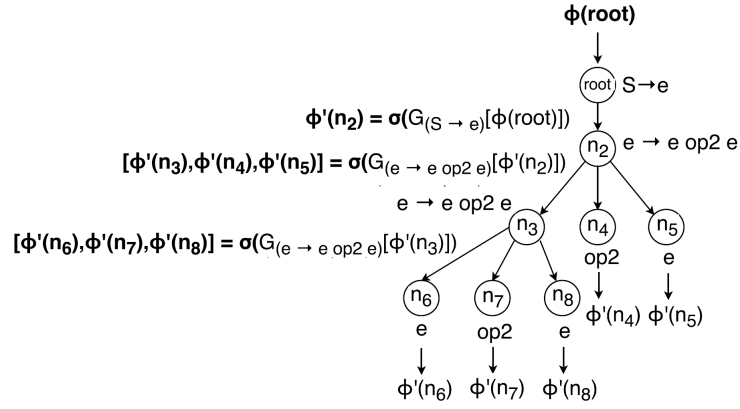 ϕ(root)
root S→e
ϕ'(n₂) = σ(G₍S → e₎[ϕ(root)])
n₂ e → e op2 e
[ϕ'(n₃),ϕ'(n₄),ϕ'(n₅)] = σ(G₍e → e op2 e₎[ϕ'(n₂)])
e → e op2 e
n₃ n₄ n₅
[ϕ'(n₆),ϕ'(n₇),ϕ'(n₈)] = σ(G₍e → e op2 e₎[ϕ'(n₃)])
op2 e
n₆ n₇ n₈
ϕ'(n₄) ϕ'(n₅)
e op2 e
ϕ'(n₆) ϕ'(n₇) ϕ'(n₈)